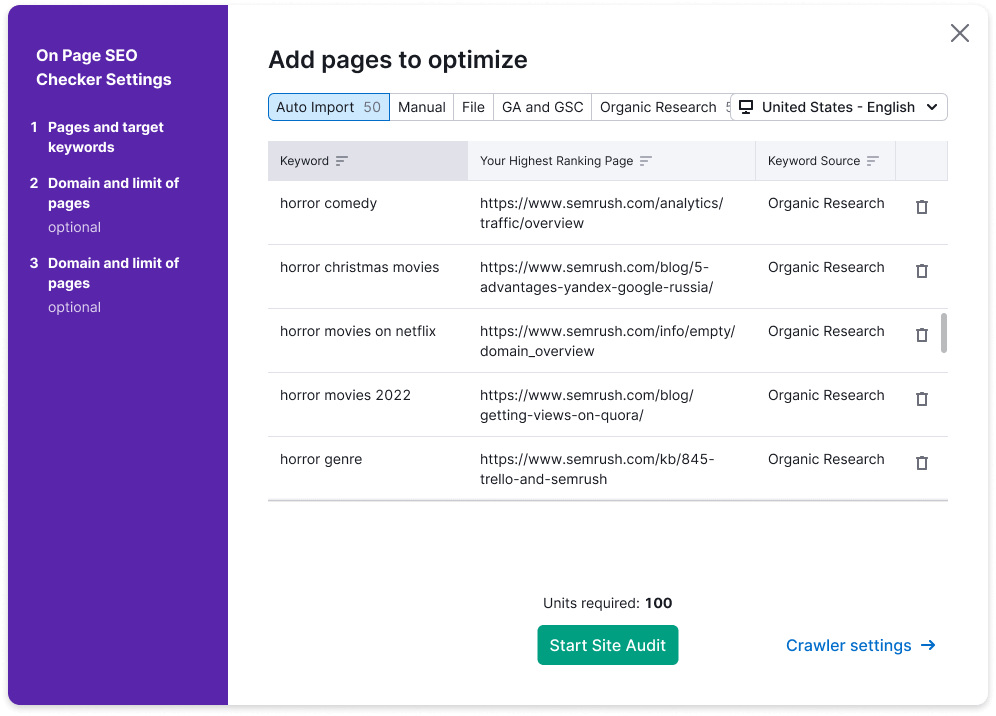 On Page SEO
Checker Settings
1 Pages and target
keywords
2 Domain and limit of
pages
optional
3 Domain and limit of
pages
optional
Add pages to optimize
Auto Import 50 Manual File GA and GSC Organic Research United States - English
Keyword Your Highest Ranking Page Keyword Source
horror comedy https://www.semrush.com/analytics/ Organic Research
traffic/overview
horror christmas movies https://www.semrush.com/blog/5- Organic Research
advantages-yandex-google-russia/
horror movies on netflix https://www.semrush.com/info/empty/ Organic Research
domain_overview
horror movies 2022 https://www.semrush.com/blog/ Organic Research
getting-views-on-quora/
horror genre https://www.semrush.com/kb/845- Organic Research
trello-and-semrush
Units required: 100
Start Site Audit
Crawler settings →